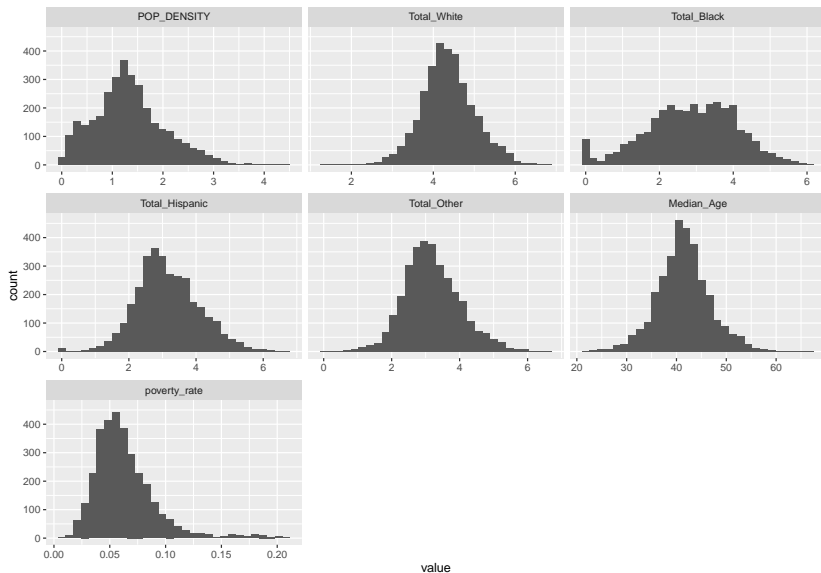 POP_DENSITY
Total_White
Total_Black
400
300
200
100
0
0 1 2 3 4
2 4 6
0 2 4 6
Total_Hispanic
Total_Other
Median_Age
400
300
200
100
0
0 2 4 6
0 2 4 6
20 30 40 50 60
poverty_rate
400
300
200
100
0
0.00 0.05 0.10 0.15 0.20
count
value